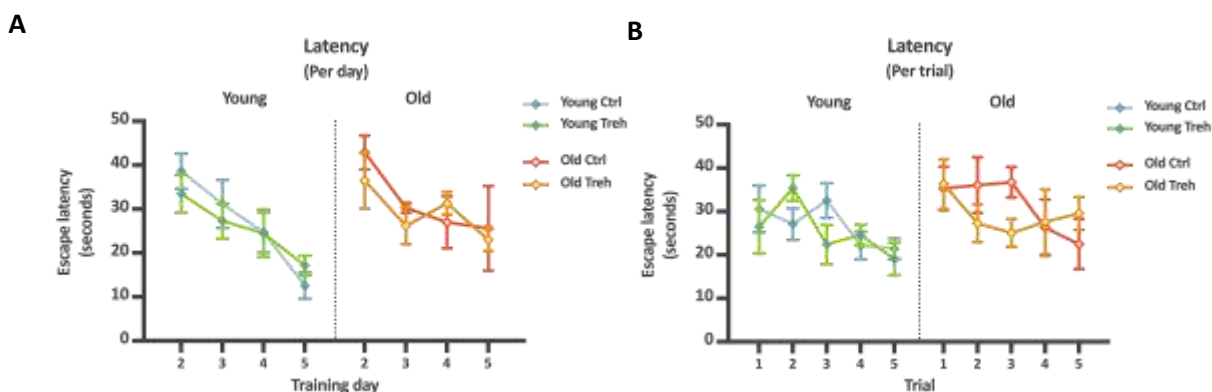 A
Latency
(Per day)
Young
Old
Young Ctrl
Young Treh
Old Ctrl
Old Treh
50
40
30
20
10
0
Escape latency
(seconds)
2 3 4 5 2 3 4 5
Training day
B
Latency
(Per trial)
Young
Old
Young Ctrl
Young Treh
Old Ctrl
Old Treh
50
40
30
20
10
0
Escape latency
(seconds)
1 2 3 4 5 1 2 3 4 5
Trial